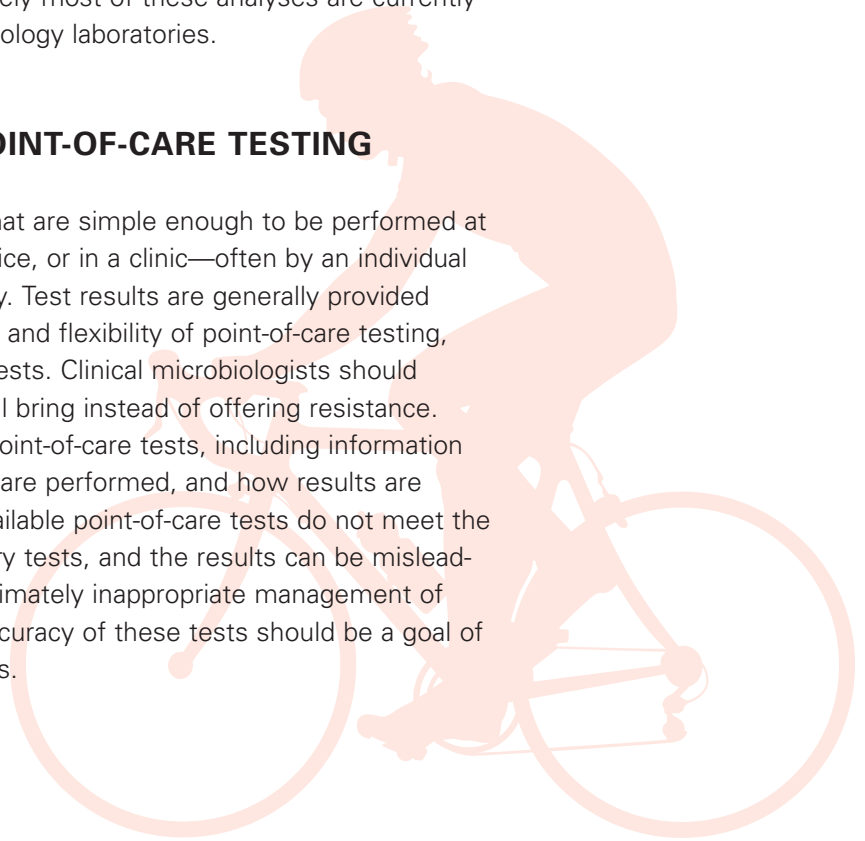 most of these analyses are currently
ology laboratories.
OINT-OF-CARE TESTING
hat are simple enough to be performed at
ice, or in a clinic—often by an individual
y. Test results are generally provided
and flexibility of point-of-care testing,
ests. Clinical microbiologists should
l bring instead of offering resistance.
oint-of-care tests, including information
are performed, and how results are
ailable point-of-care tests do not meet the
ry tests, and the results can be mislead-
imately inappropriate management of
curacy of these tests should be a goal of
s.